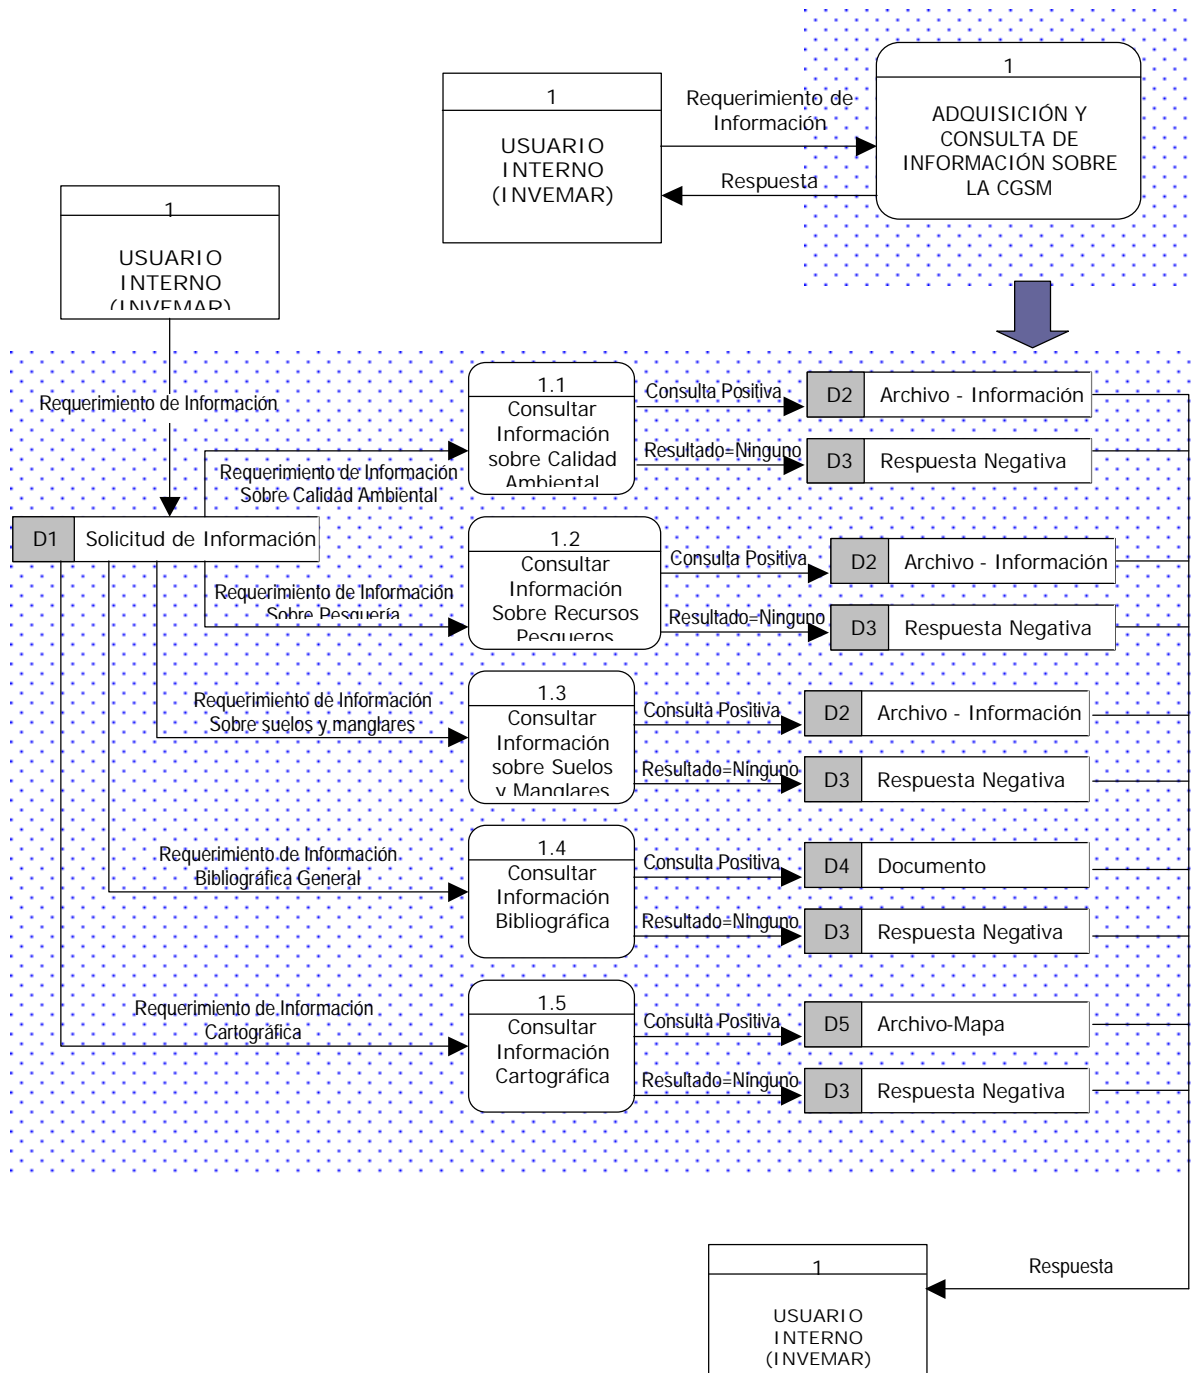 1
USUARIO
INTERNO
(INVEMAR)
Requerimiento de
Información
Respuesta
1
ADQUISICIÓN Y
CONSULTA DE
INFORMACIÓN SOBRE
LA CGSM
1
USUARIO
INTERNO
(INVEMAR)
Requerimiento de Información
D1 Solicitud de Información
Requerimiento de Información
Sobre Calidad Ambiental
1.1
Consultar
Información
sobre Calidad
Ambiental
Consulta Positiva
D2 Archivo - Información
Resultado=Ninguno
D3 Respuesta Negativa
Requerimiento de Información
Sobre Pesquería
1.2
Consultar
Información
Sobre Recursos
Pesqueros
Consulta Positiva
D2 Archivo - Información
Resultado=Ninguno
D3 Respuesta Negativa
Requerimiento de Información
Sobre suelos y manglares
1.3
Consultar
Información
sobre Suelos
y Manglares
Consulta Positiva
D2 Archivo - Información
Resultado=Ninguno
D3 Respuesta Negativa
Requerimiento de Información
Bibliográfica General
1.4
Consultar
Información
Bibliográfica
Consulta Positiva
D4 Documento
Resultado=Ninguno
D3 Respuesta Negativa
Requerimiento de Información
Cartográfica
1.5
Consultar
Información
Cartográfica
Consulta Positiva
D5 Archivo-Mapa
Resultado=Ninguno
D3 Respuesta Negativa
Respuesta
1
USUARIO
INTERNO
(INVEMAR)